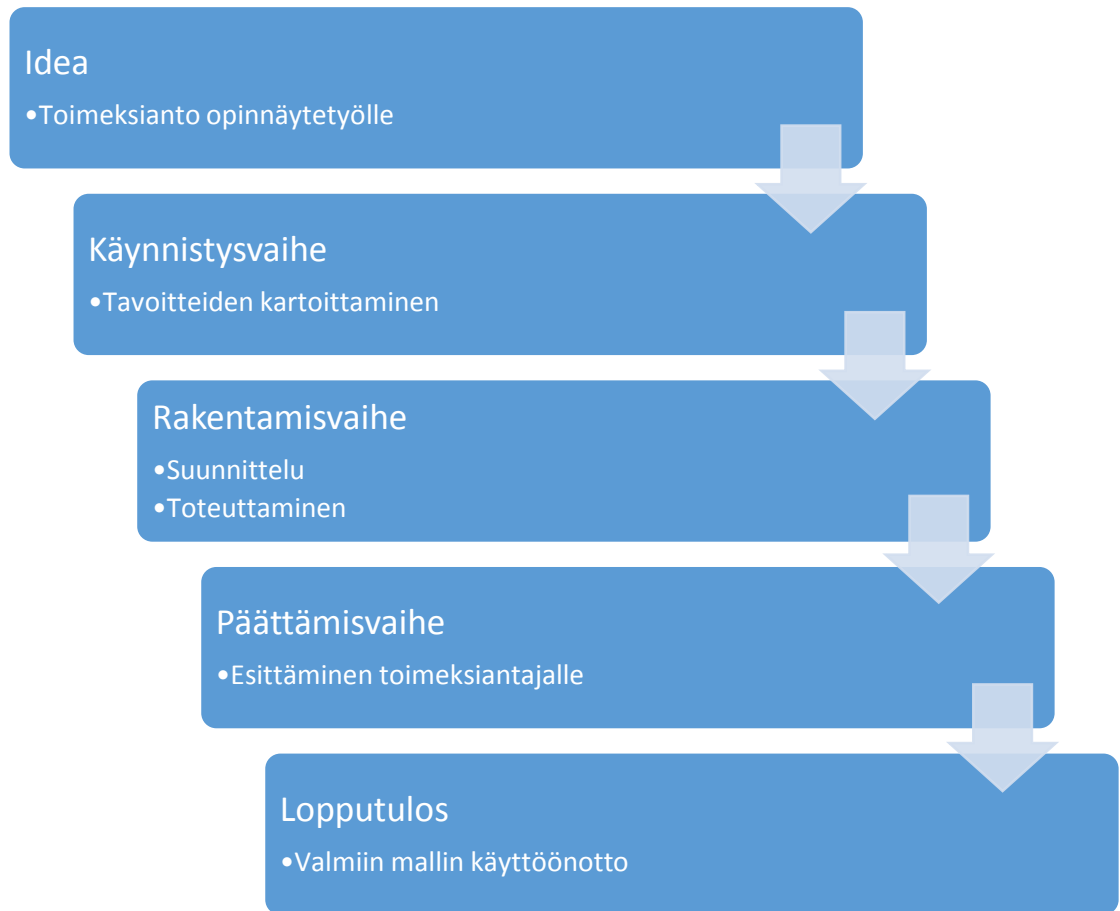 Idea
•Toimeksianto opinnäytetyölle
Käynnistysvaihe
•Tavoitteiden kartoittaminen
Rakentamisvaihe
•Suunnittelu
•Toteuttaminen
Päättämisvaihe
•Esittäminen toimeksiantajalle
Lopputulos
•Valmiin mallin käyttöönotto